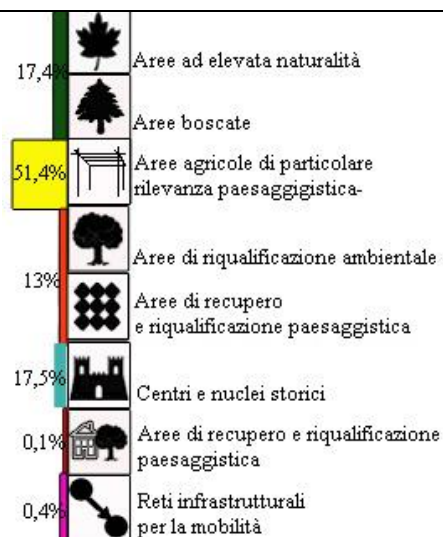 17,4%
Aree ad elevata naturalità
Aree boscate
51,4%
Aree agricole di particolare
rilevanza paesaggigistica-
Aree di riqualificazione ambientale
13%
Aree di recupero
e riqualificazione paesaggistica
17,5%
Centri e nuclei storici
0,1%
Aree di recupero e riqualificazione
paesaggistica
0,4%
Reti infrastrutturali
per la mobilità